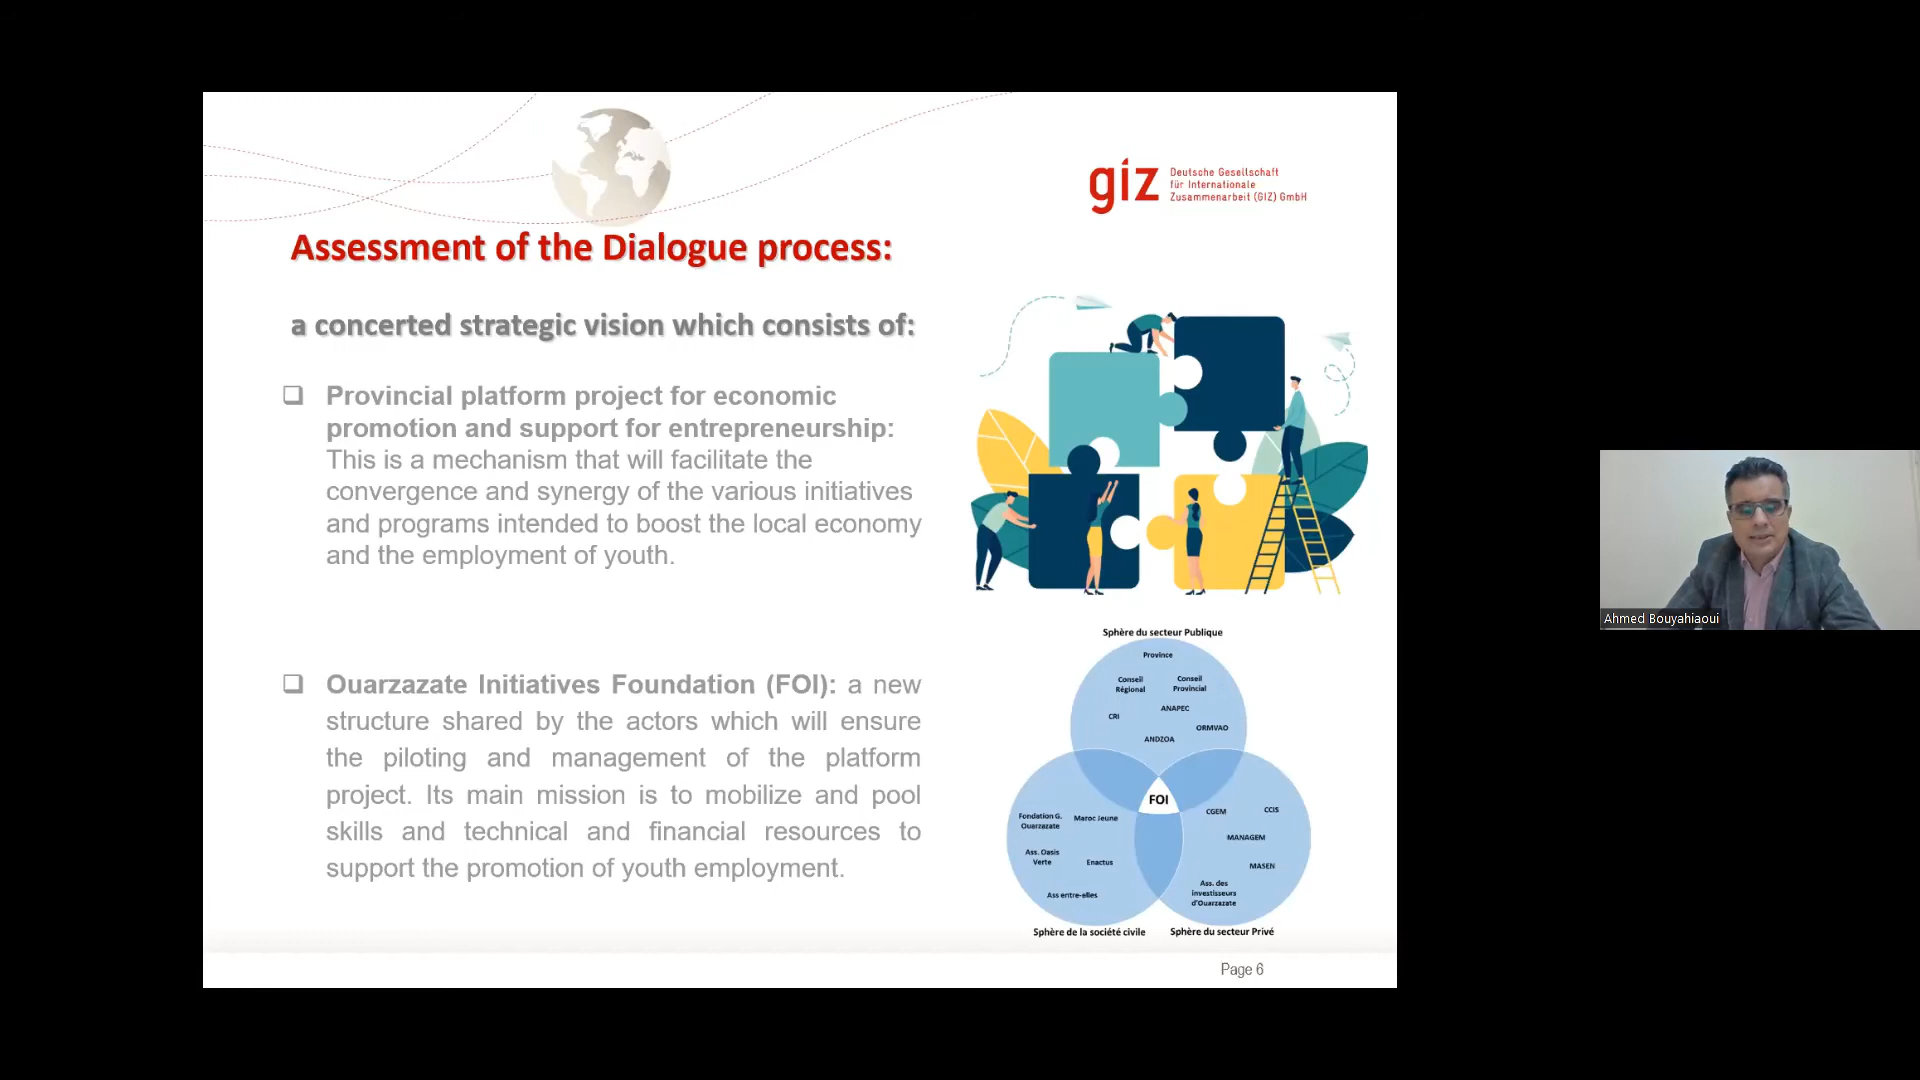 giz
Deutsche Gesellschaft
für Internationale
Zusammenarbeit (GIZ) GmbH
Assessment of the Dialogue process:
a concerted strategic vision which consists of:
Provincial platform project for economic
promotion and support for entrepreneurship:
This is a mechanism that will facilitate the
convergence and synergy of the various initiatives
and programs intended to boost the local economy
and the employment of youth.
Ouarzazate Initiatives Foundation (FOI): a new
structure shared by the actors which will ensure
the piloting and management of the platform
project. Its main mission is to mobilize and pool
skills and technical and financial resources to
support the promotion of youth employment.
Sphère du secteur Publique
Province
Conseil
Régional
Conseil
Provincial
ANAPEC
CRI
ORMVAO
ANDZOA
FOI
Fondation G.
Ouarzazate
Maroc Jeune
Ass. Oasis
Verte
Enactus
Ass entre-elles
CGEM
CCIS
MANAGEM
MASEN
Ass. des
investisseurs
d'Ouarzazate
Sphère de la société civile
Sphère du secteur Privé
Page 6
Ahmed Bouyahiaoui